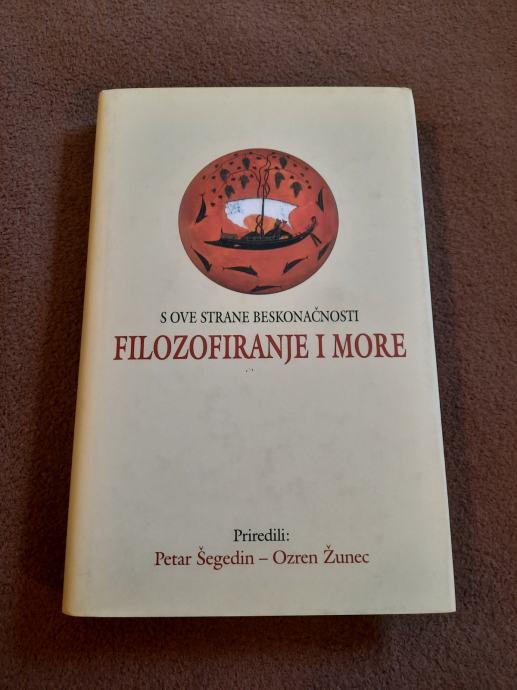 S OVE STRANE BESKONAČNOSTI
FILOZOFIRANJE I MORE
Priredili:
Petar Šegedin – Ozren Žunec